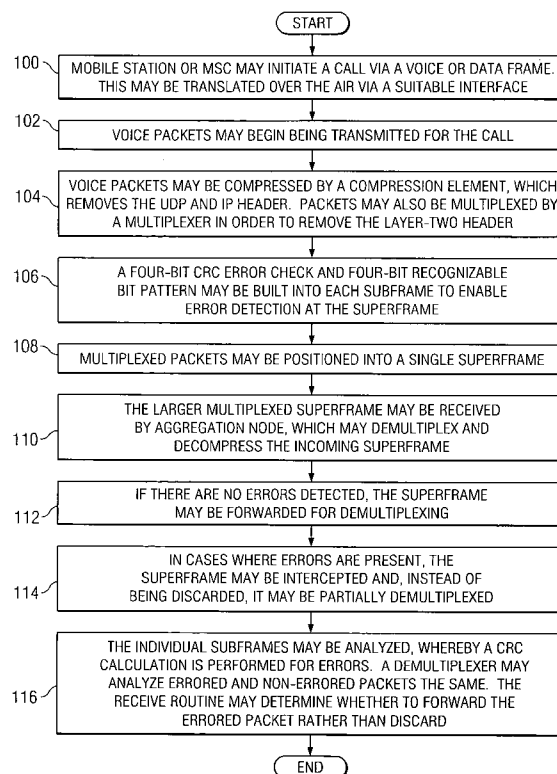 START
100
MOBILE STATION OR MSC MAY INITIATE A CALL VIA A VOICE OR DATA FRAME.
THIS MAY BE TRANSLATED OVER THE AIR VIA A SUITABLE INTERFACE
102
VOICE PACKETS MAY BEGIN BEING TRANSMITTED FOR THE CALL
104
VOICE PACKETS MAY BE COMPRESSED BY A COMPRESSION ELEMENT, WHICH
REMOVES THE UDP AND IP HEADER. PACKETS MAY ALSO BE MULTIPLEXED BY
A MULTIPLEXER IN ORDER TO REMOVE THE LAYER-TWO HEADER
106
A FOUR-BIT CRC ERROR CHECK AND FOUR-BIT RECOGNIZABLE
BIT PATTERN MAY BE BUILT INTO EACH SUBFRAME TO ENABLE
ERROR DETECTION AT THE SUPERFRAME
108
MULTIPLEXED PACKETS MAY BE POSITIONED INTO A SINGLE SUPERFRAME
110
THE LARGER MULTIPLEXED SUPERFRAME MAY BE RECEIVED
BY AGGREGATION NODE, WHICH MAY DEMULTIPLEX AND
DECOMPRESS THE INCOMING SUPERFRAME
112
IF THERE ARE NO ERRORS DETECTED, THE SUPERFRAME
MAY BE FORWARDED FOR DEMULTIPLEXING
114
IN CASES WHERE ERRORS ARE PRESENT, THE
SUPERFRAME MAY BE INTERCEPTED AND, INSTEAD OF
BEING DISCARDED, IT MAY BE PARTIALLY DEMULTIPLEXED
116
THE INDIVIDUAL SUBFRAMES MAY BE ANALYZED, WHEREBY A CRC
CALCULATION IS PERFORMED FOR ERRORS. A DEMULTIPLEXER MAY
ANALYZE ERRORED AND NON-ERRORED PACKETS THE SAME. THE
RECEIVE ROUTINE MAY DETERMINE WHETHER TO FORWARD THE
ERRORED PACKET RATHER THAN DISCARD
END